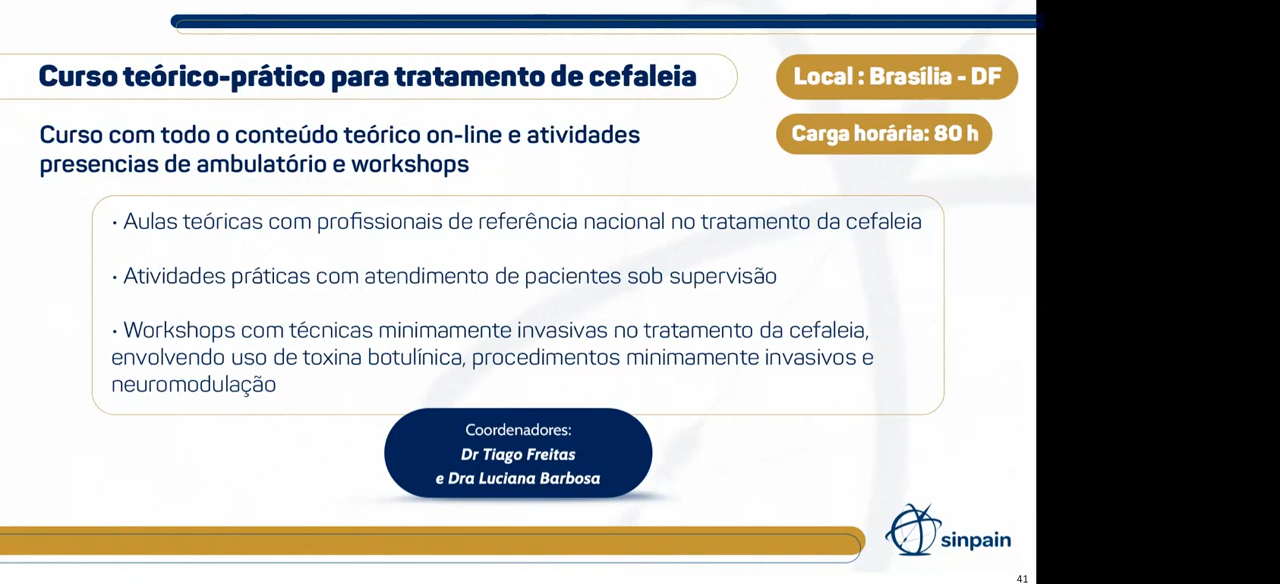 Curso teórico-prático para tratamento de cefaleia
Local : Brasília - DF
Carga horária: 80 h
Curso com todo o conteúdo teórico on-line e atividades
presencias de ambulatório e workshops
• Aulas teóricas com profissionais de referência nacional no tratamento da cefaleia
• Atividades práticas com atendimento de pacientes sob supervisão
• Workshops com técnicas minimamente invasivas no tratamento da cefaleia,
envolvendo uso de toxina botulínica, procedimentos minimamente invasivos e
neuromodulação
Coordenadores:
Dr Tiago Freitas
e Dra Luciana Barbosa
sinpain
41